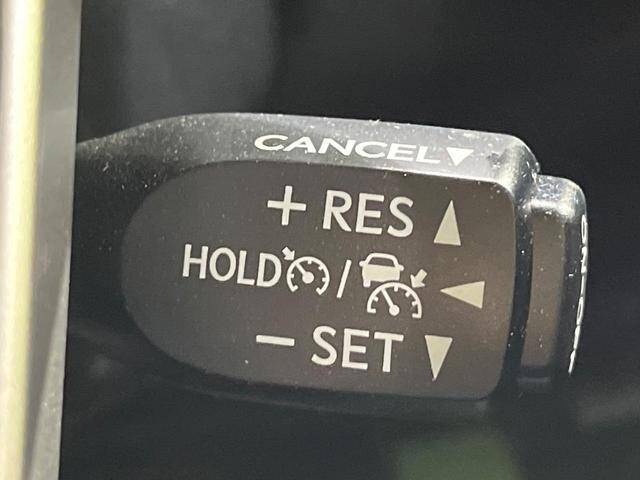 CANCEL▼
+ RES ▲
HOLD / ◀
− SET ▼